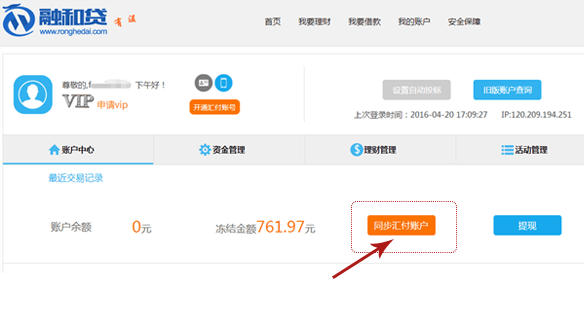 融和贷
www.ronghedai.com
首页 我要理财 我要借款 我的账户 安全保障
尊敬的,f 下午好！
VIP 申请vip
开通汇付账号
设置自动投标 旧版账户查询
上次登录时间：2016-04-20 17:09:27 IP:120.209.194.251
账户中心 资金管理 理财管理 活动管理
最近交易记录
账户余额 0元 冻结金额761.97元 同步汇付账户 提现